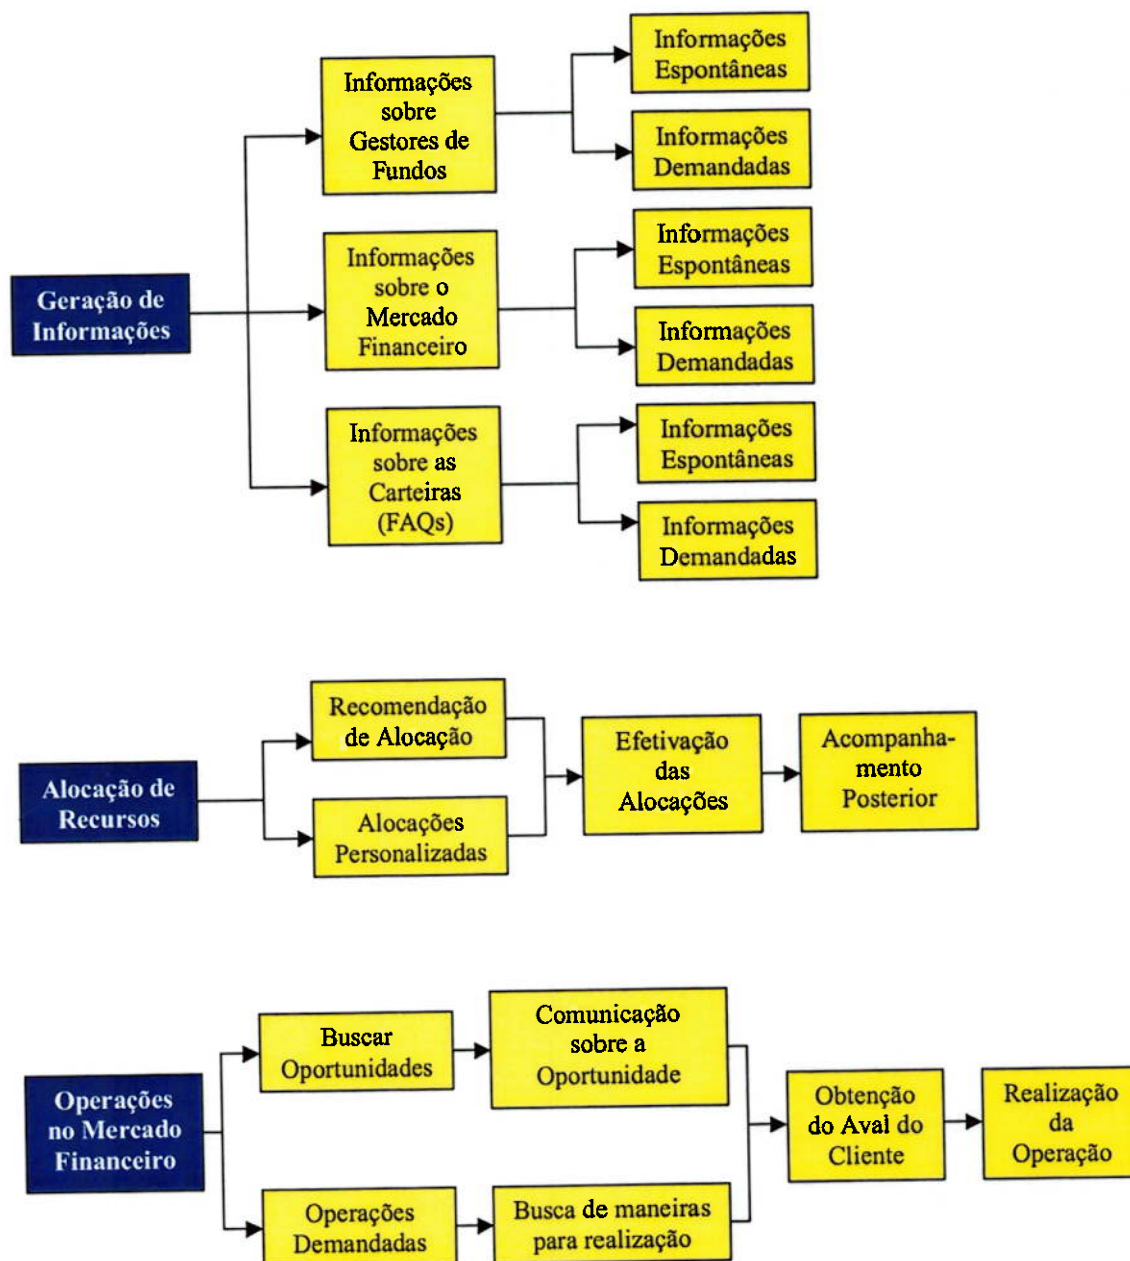 Informações
Espontâneas
Informações
sobre
Gestores de
Fundos
Informações
Demandadas
Informações
Espontâneas
Informações
sobre o
Mercado
Financeiro
Geração de
Informações
Informações
Demandadas
Informações
Espontâneas
Informações
sobre as
Carteiras
(FAQs)
Informações
Demandadas
Recomendação
de Alocação
Efetivação
das
Alocações
Acompanha-
mento
Posterior
Alocação de
Recursos
Alocações
Personalizadas
Buscar
Oportunidades
Comunicação
sobre a
Oportunidade
Operações
no Mercado
Financeiro
Obtenção
do Aval do
Cliente
Realização
da
Operação
Operações
Demandadas
Busca de maneiras
para realização